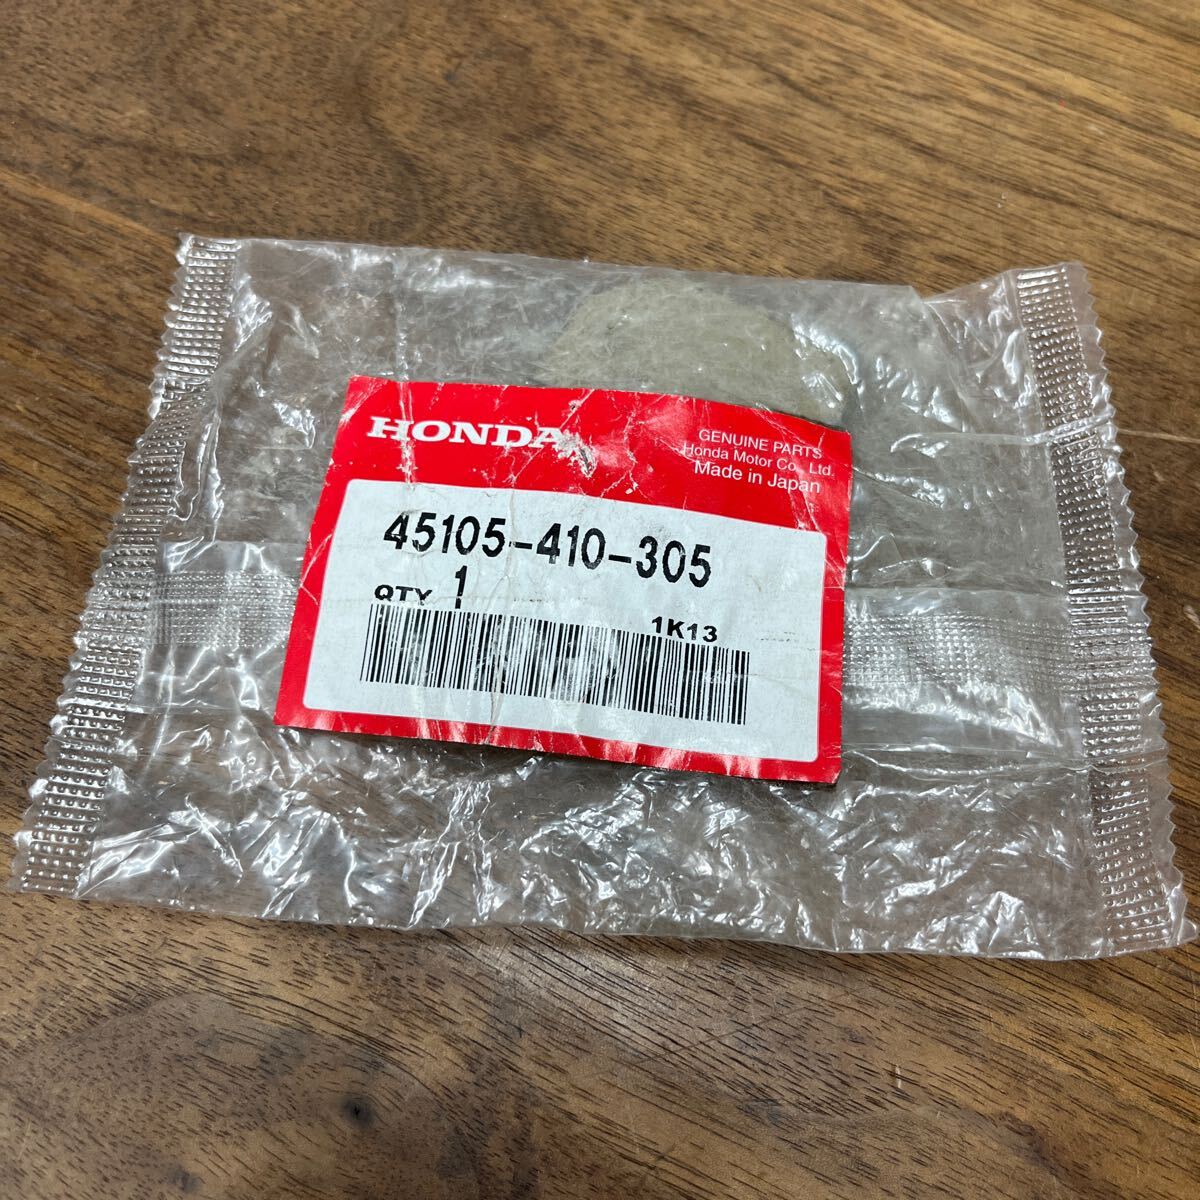 HONDA
GENUINE PARTS
Honda Motor Co., Ltd.
Made in Japan
45105-410-305
QTY 1
1K13